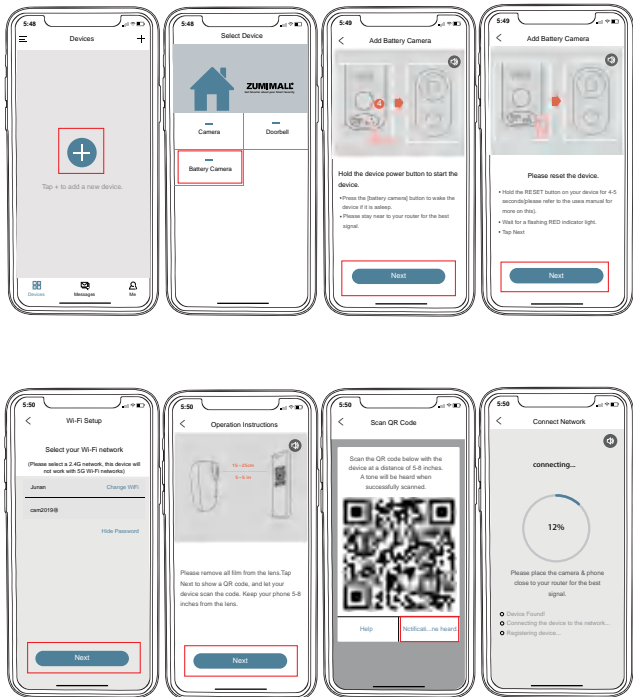 5:48
Devices
Tap + to add a new device.
Devices
Messages
Me
5:48
Select Device
ZUMIMALL
Camera
Doorbell
Battery Camera
5:49
Add Battery Camera
4
Hold the device power button to start the
device.
•Press the [battery camera] button to wake the
device if it is asleep.
• Please stay near to your router for the best
signal.
Next
5:49
Add Battery Camera
Please reset the device.
• Hold the RESET button on your device for 4-5
seconds(please refer to the usea manual for
more on this).
• Wait for a flashing RED indicator light.
• Tap Next
Next
5:50
Wi-Fi Setup
Select your Wi-Fi network
(Please select a 2.4G network, this device will
not work with 5G Wi-Fi networks)
Junan
Change WiFi
csm2019@
Hide Password
Next
5:50
Operation Instructions
Please remove all film from the lens.Tap
Next to show a QR code, and let your
device scan the code. Keep your phone 5-8
inches from the lens.
Next
5:50
Scan QR Code
Scan the QR code below with the
device at a distance of 5-8 inches.
A tone will be heard when
successfully scanned.
Help
Notificati...ne heard
5:50
Connect Network
connecting...
12%
Please place the camera & phone
close to your router for the best
signal.
Device Found!
Connecting the device to the network...
Registering device...